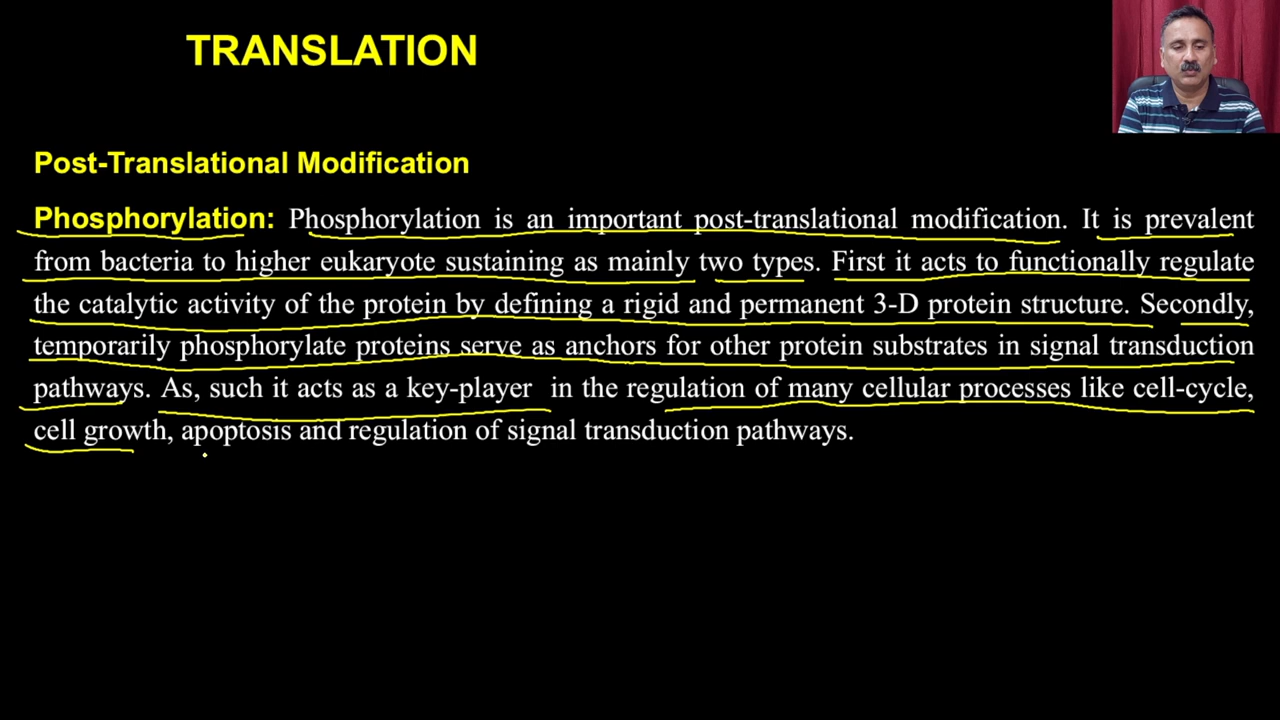 TRANSLATION
Post-Translational Modification
Phosphorylation: Phosphorylation is an important post-translational modification. It is prevalent
from bacteria to higher eukaryote sustaining as mainly two types. First it acts to functionally regulate
the catalytic activity of the protein by defining a rigid and permanent 3-D protein structure. Secondly,
temporarily phosphorylate proteins serve as anchors for other protein substrates in signal transduction
pathways. As, such it acts as a key-player in the regulation of many cellular processes like cell-cycle,
cell growth, apoptosis and regulation of signal transduction pathways.